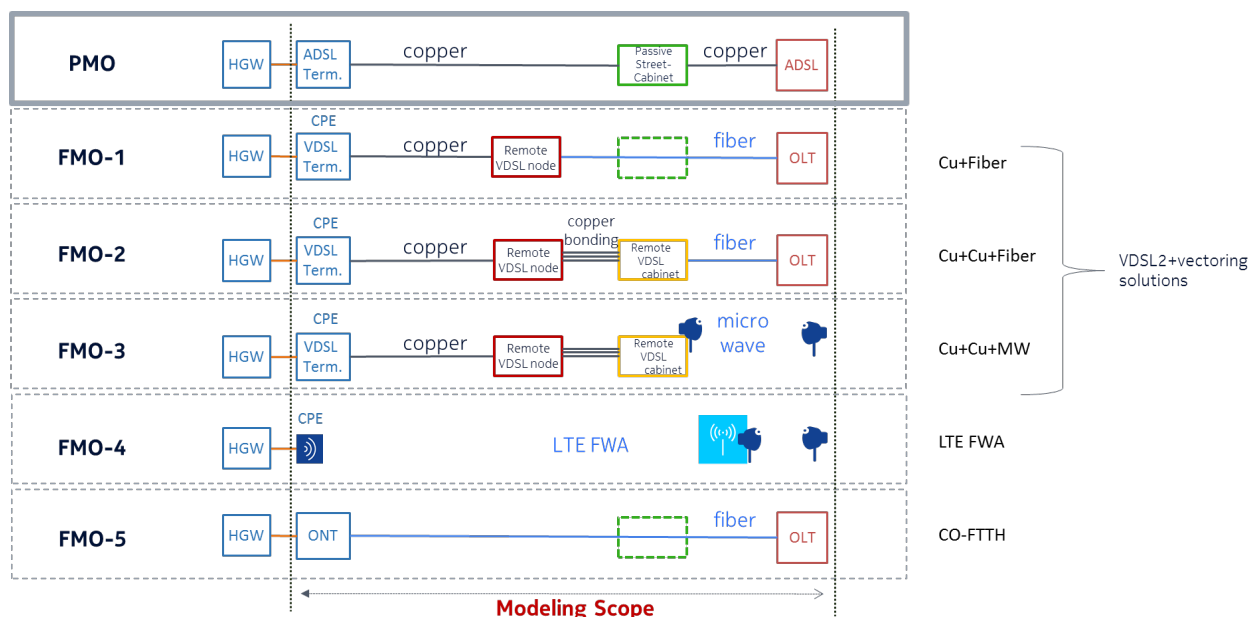 PMO
HGW
ADSL
Term.
copper
Passive
Street-
Cabinet
copper
ADSL
FMO-1
HGW
CPE
VDSL
Term.
copper
Remote
VDSL node
fiber
OLT
Cu+Fiber
FMO-2
HGW
CPE
VDSL
Term.
copper
Remote
VDSL node
copper
bonding
Remote
VDSL
cabinet
fiber
OLT
Cu+Cu+Fiber
VDSL2+vectoring
solutions
FMO-3
HGW
CPE
VDSL
Term.
copper
Remote
VDSL node
Remote
VDSL
cabinet
micro
wave
Cu+Cu+MW
FMO-4
HGW
CPE
LTE FWA
LTE FWA
FMO-5
HGW
ONT
fiber
OLT
CO-FTTH
Modeling Scope